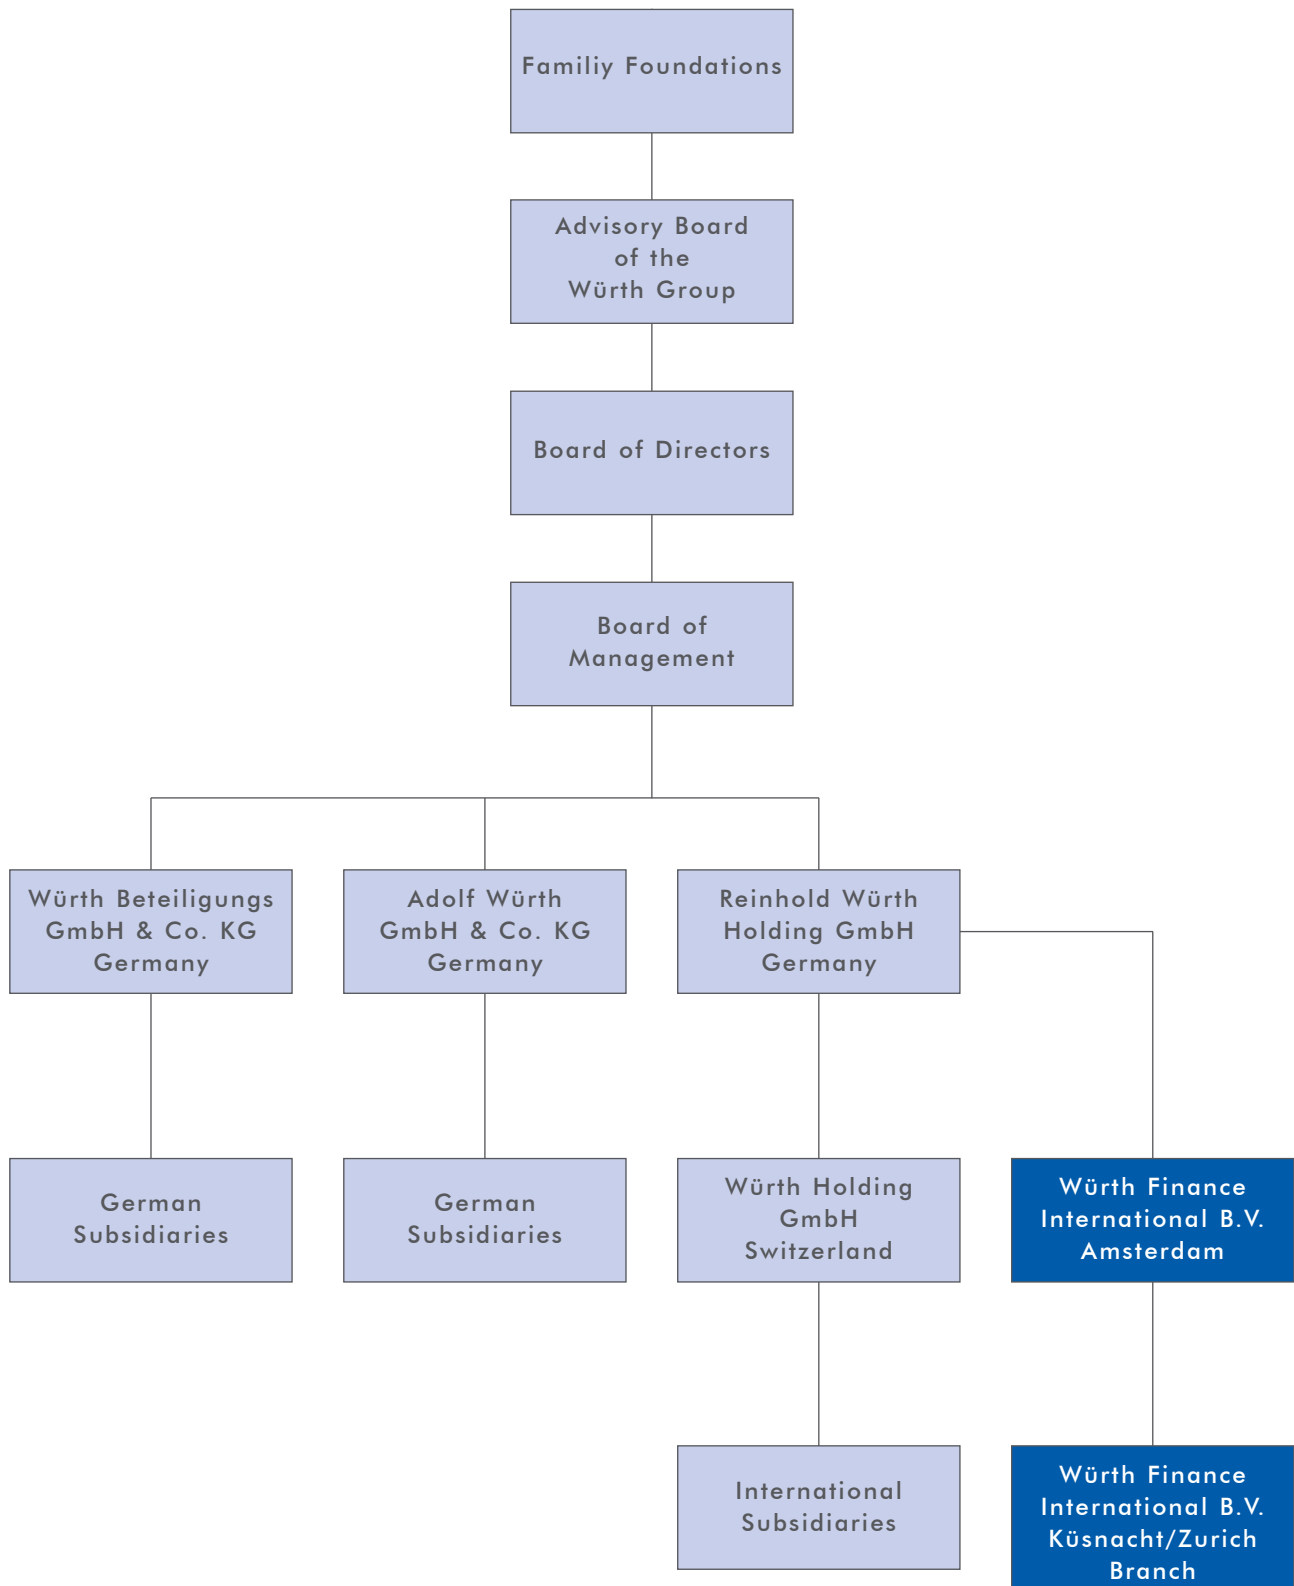 Familiy Foundations
Advisory Board
of the
Würth Group
Board of Directors
Board of
Management
Würth Beteiligungs
GmbH & Co. KG
Germany
Adolf Würth
GmbH & Co. KG
Germany
Reinhold Würth
Holding GmbH
Germany
German
Subsidiaries
German
Subsidiaries
Würth Holding
GmbH
Switzerland
Würth Finance
International B.V.
Amsterdam
International
Subsidiaries
Würth Finance
International B.V.
Küsnacht/Zurich
Branch